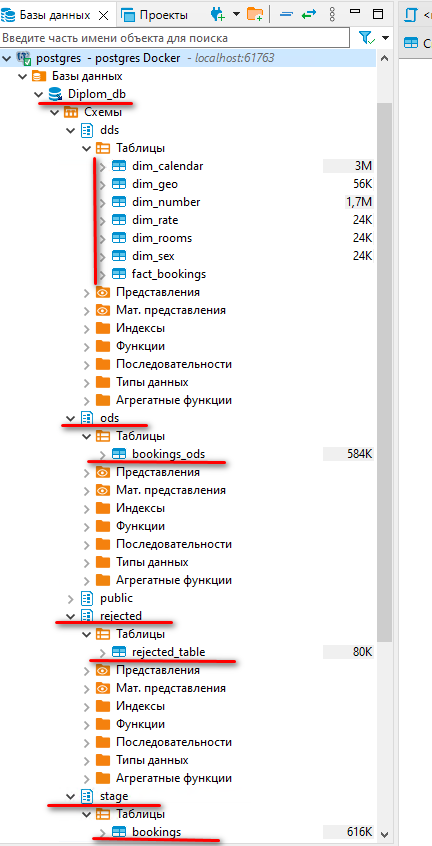 Базы данных Проекты <н
Введите часть имени объекта для поиска
postgres - postgres Docker - localhost:61763
Базы данных
Diplom_db
Схемы
dds
Таблицы
dim_calendar 3M
dim_geo 56K
dim_number 1,7M
dim_rate 24K
dim_rooms 24K
dim_sex 24K
fact_bookings
Представления
Мат. представления
Индексы
Функции
Последовательности
Типы данных
Агрегатные функции
ods
Таблицы
bookings_ods 584K
Представления
Мат. представления
Индексы
Функции
Последовательности
Типы данных
Агрегатные функции
public
rejected
Таблицы
rejected_table 80K
Представления
Мат. представления
Индексы
Функции
Последовательности
Типы данных
Агрегатные функции
stage
Таблицы
bookings 616K